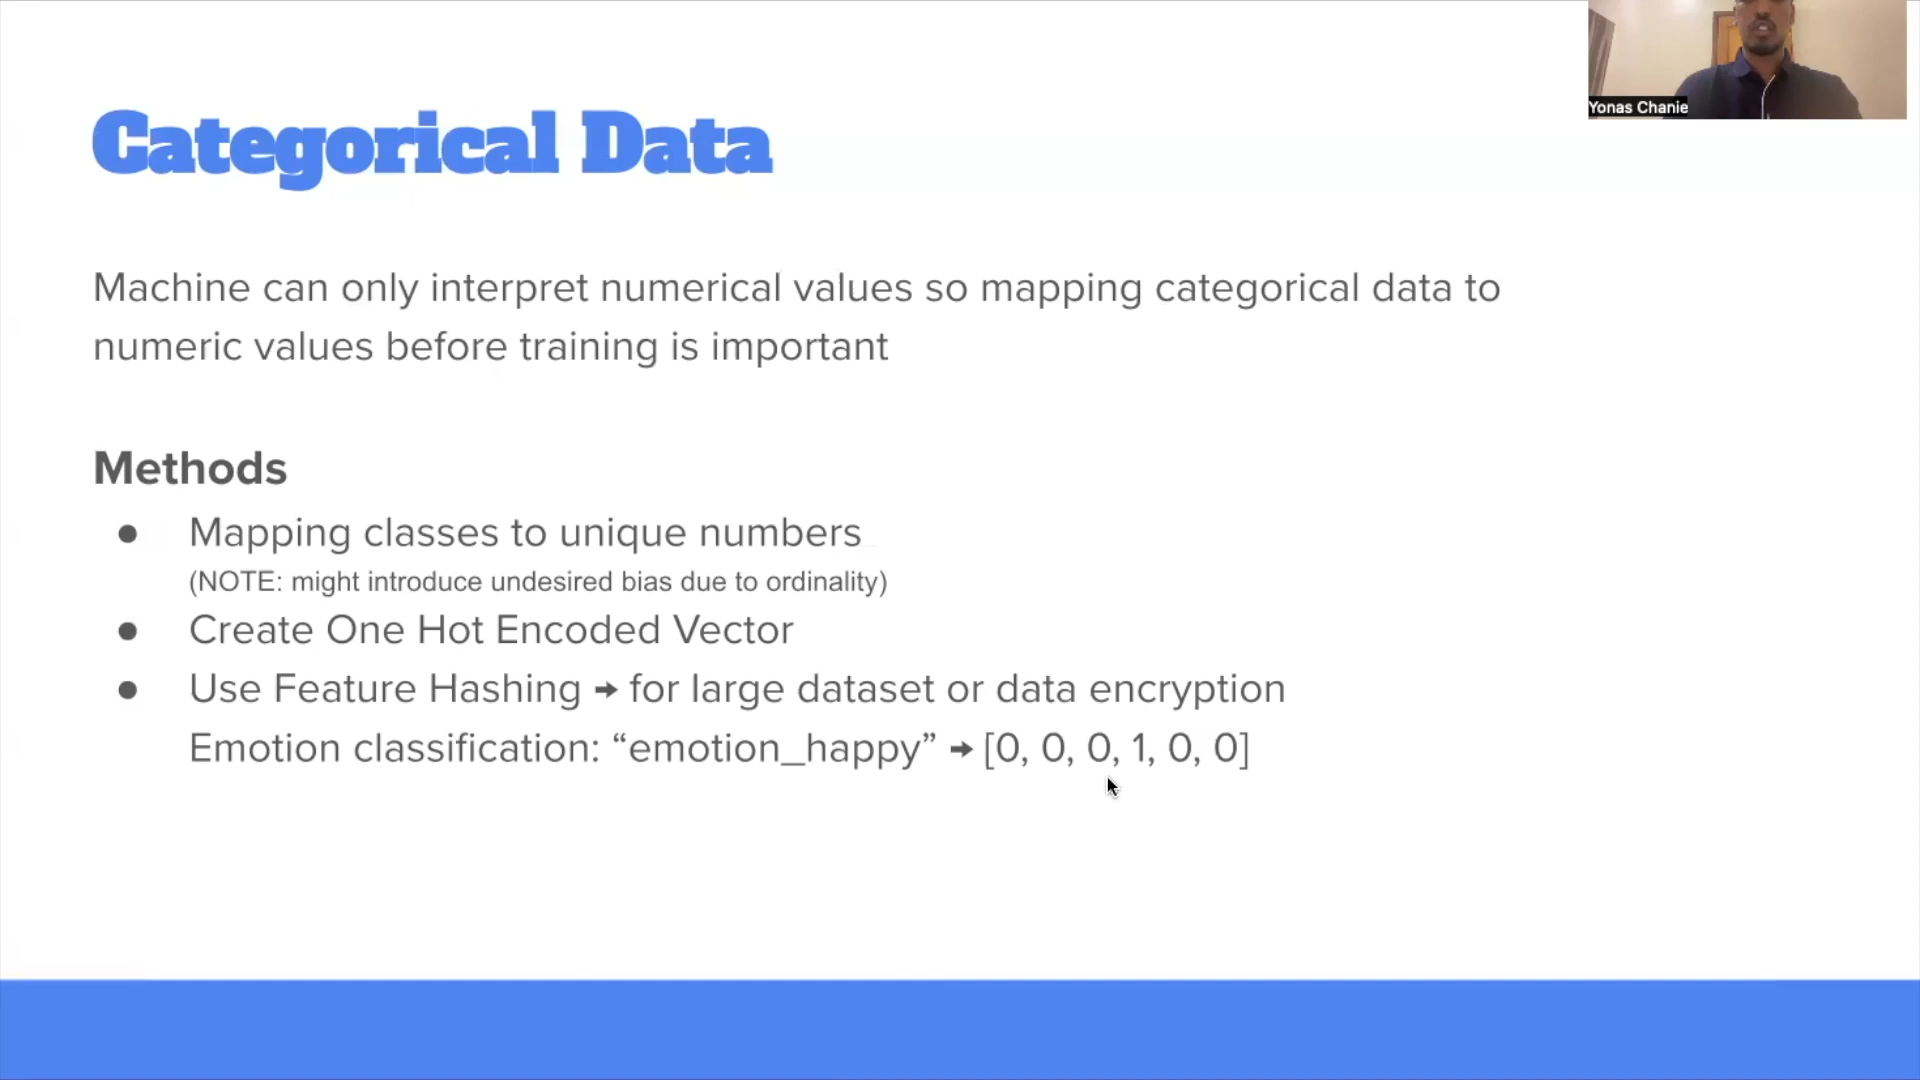 Yonas Chanie
Categorical Data
Machine can only interpret numerical values so mapping categorical data to
numeric values before training is important
Methods
● Mapping classes to unique numbers
(NOTE: might introduce undesired bias due to ordinality)
● Create One Hot Encoded Vector
● Use Feature Hashing → for large dataset or data encryption
Emotion classification: “emotion_happy” → [0, 0, 0, 1, 0, 0]